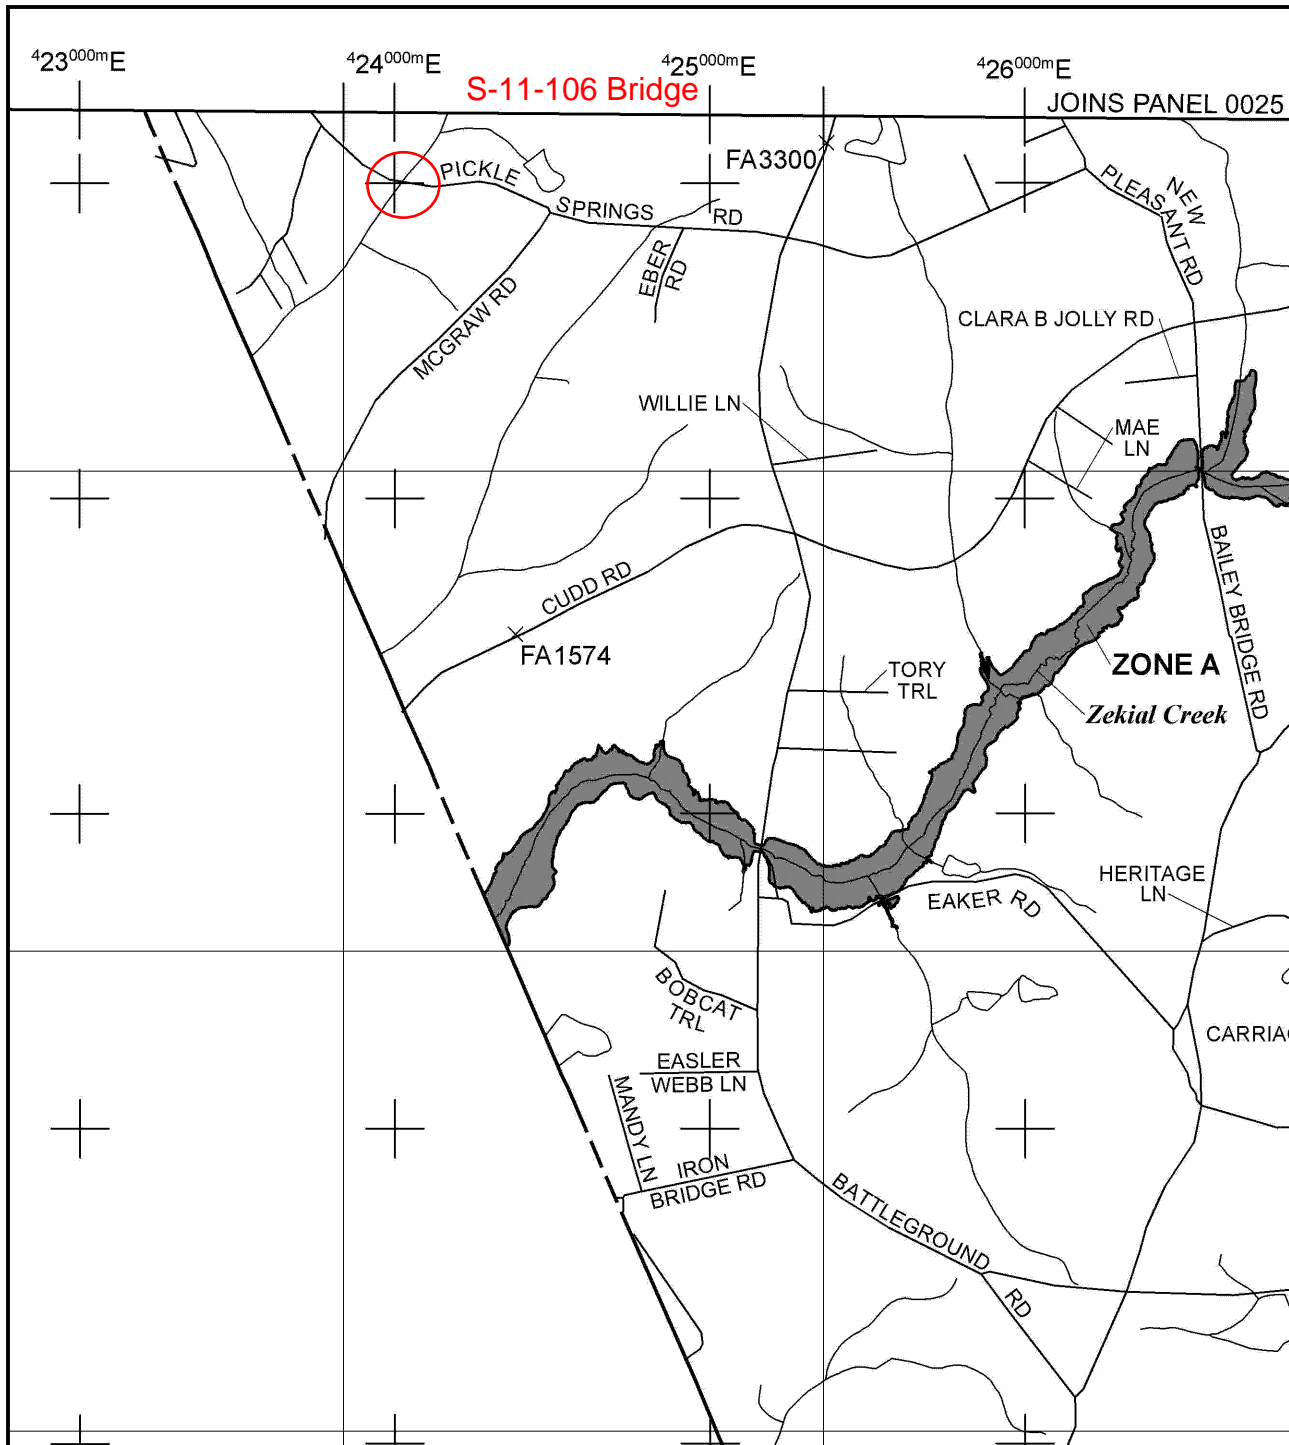 ⁴23⁰⁰⁰ᵐE
⁴24⁰⁰⁰ᵐE
⁴25⁰⁰⁰ᵐE
⁴26⁰⁰⁰ᵐE
S-11-106 Bridge
JOINS PANEL 0025
FA3300
PICKLE
SPRINGS
RD
NEW
PLEASANT RD
EBER
RD
MCGRAW RD
CLARA B JOLLY RD
WILLIE LN
MAE
LN
CUDD RD
BAILEY BRIDGE RD
FA1574
TORY
TRL
ZONE A
Zekial Creek
HERITAGE
LN
EAKER RD
BOBCAT
TRL
CARRIAG
EASLER
WEBB LN
MANDY LN
IRON
BRIDGE RD
BATTLEGROUND
RD